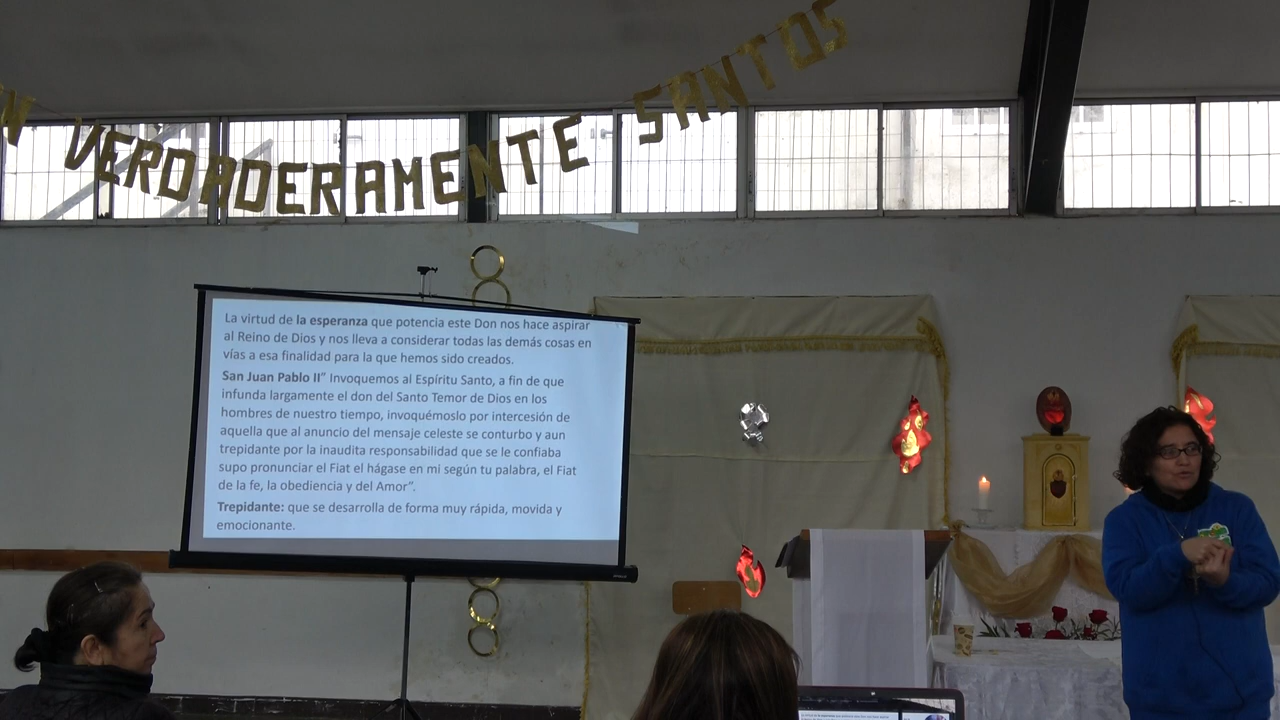 N VERDADERAMENTE SANTOS
La virtud de la esperanza que potencia este Don nos hace aspirar
al Reino de Dios y nos lleva a considerar todas las demás cosas en
vías a esa finalidad para la que hemos sido creados.
San Juan Pablo II" Invoquemos al Espíritu Santo, a fin de que
infunda largamente el don del Santo Temor de Dios en los
hombres de nuestro tiempo, invoquémoslo por intercesión de
aquella que al anuncio del mensaje celeste se conturbo y aun
trepidante por la inaudita responsabilidad que se le confiaba
supo pronunciar el Fiat el hágase en mi según tu palabra, el Fiat
de la fe, la obediencia y del Amor".
Trepidante: que se desarrolla de forma muy rápida, movida y
emocionante.